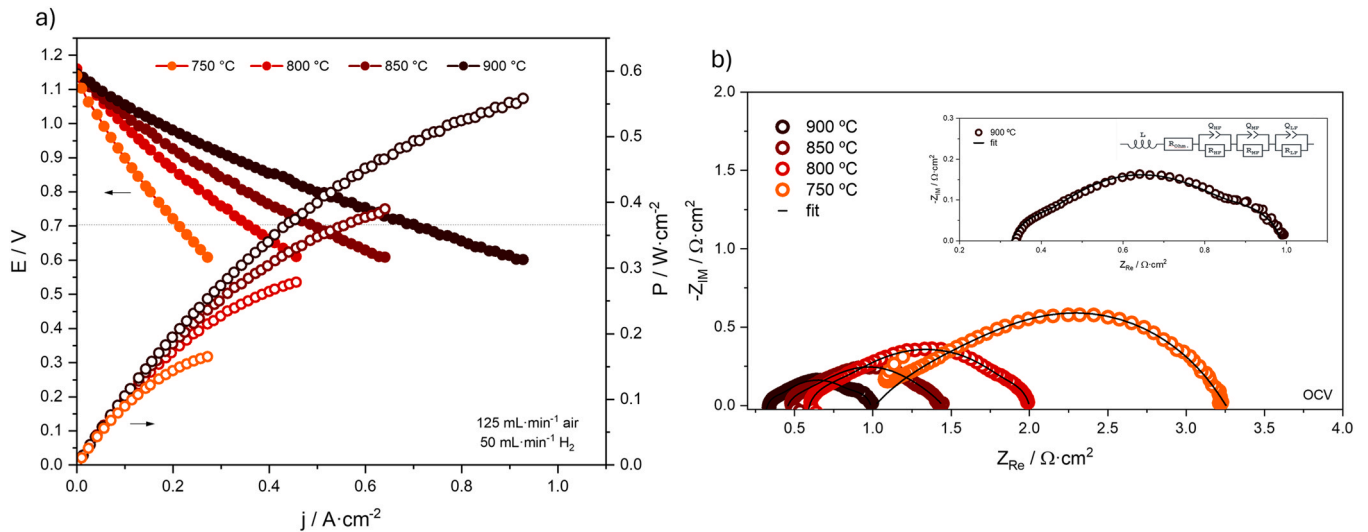 a)
750 °C 800 °C 850 °C 900 °C
E / V
1.2
1.1
1.0
0.9
0.8
0.7
0.6
0.5
0.4
0.3
0.2
0.1
0.0
0.6
0.5
0.4
0.3
0.2
0.1
0.0
P / W·cm-2
125 mL·min-1 air
50 mL·min-1 H2
0.0 0.2 0.4 0.6 0.8 1.0
j / A·cm-2
b)
-ZIM / Ω·cm2
2.0
1.5
1.0
0.5
0.0
900 ºC
850 ºC
800 ºC
750 ºC
fit
0.3
0.2
0.1
0.0
-ZIM / Ω·cm2
900 ºC
fit
L
ROhm.
QHF QMF QLF
RHF RMF RLF
0.4 0.6 0.8 1.0
ZRe / Ω·cm2
OCV
0.5 1.0 1.5 2.0 2.5 3.0 3.5 4.0
ZRe / Ω·cm2